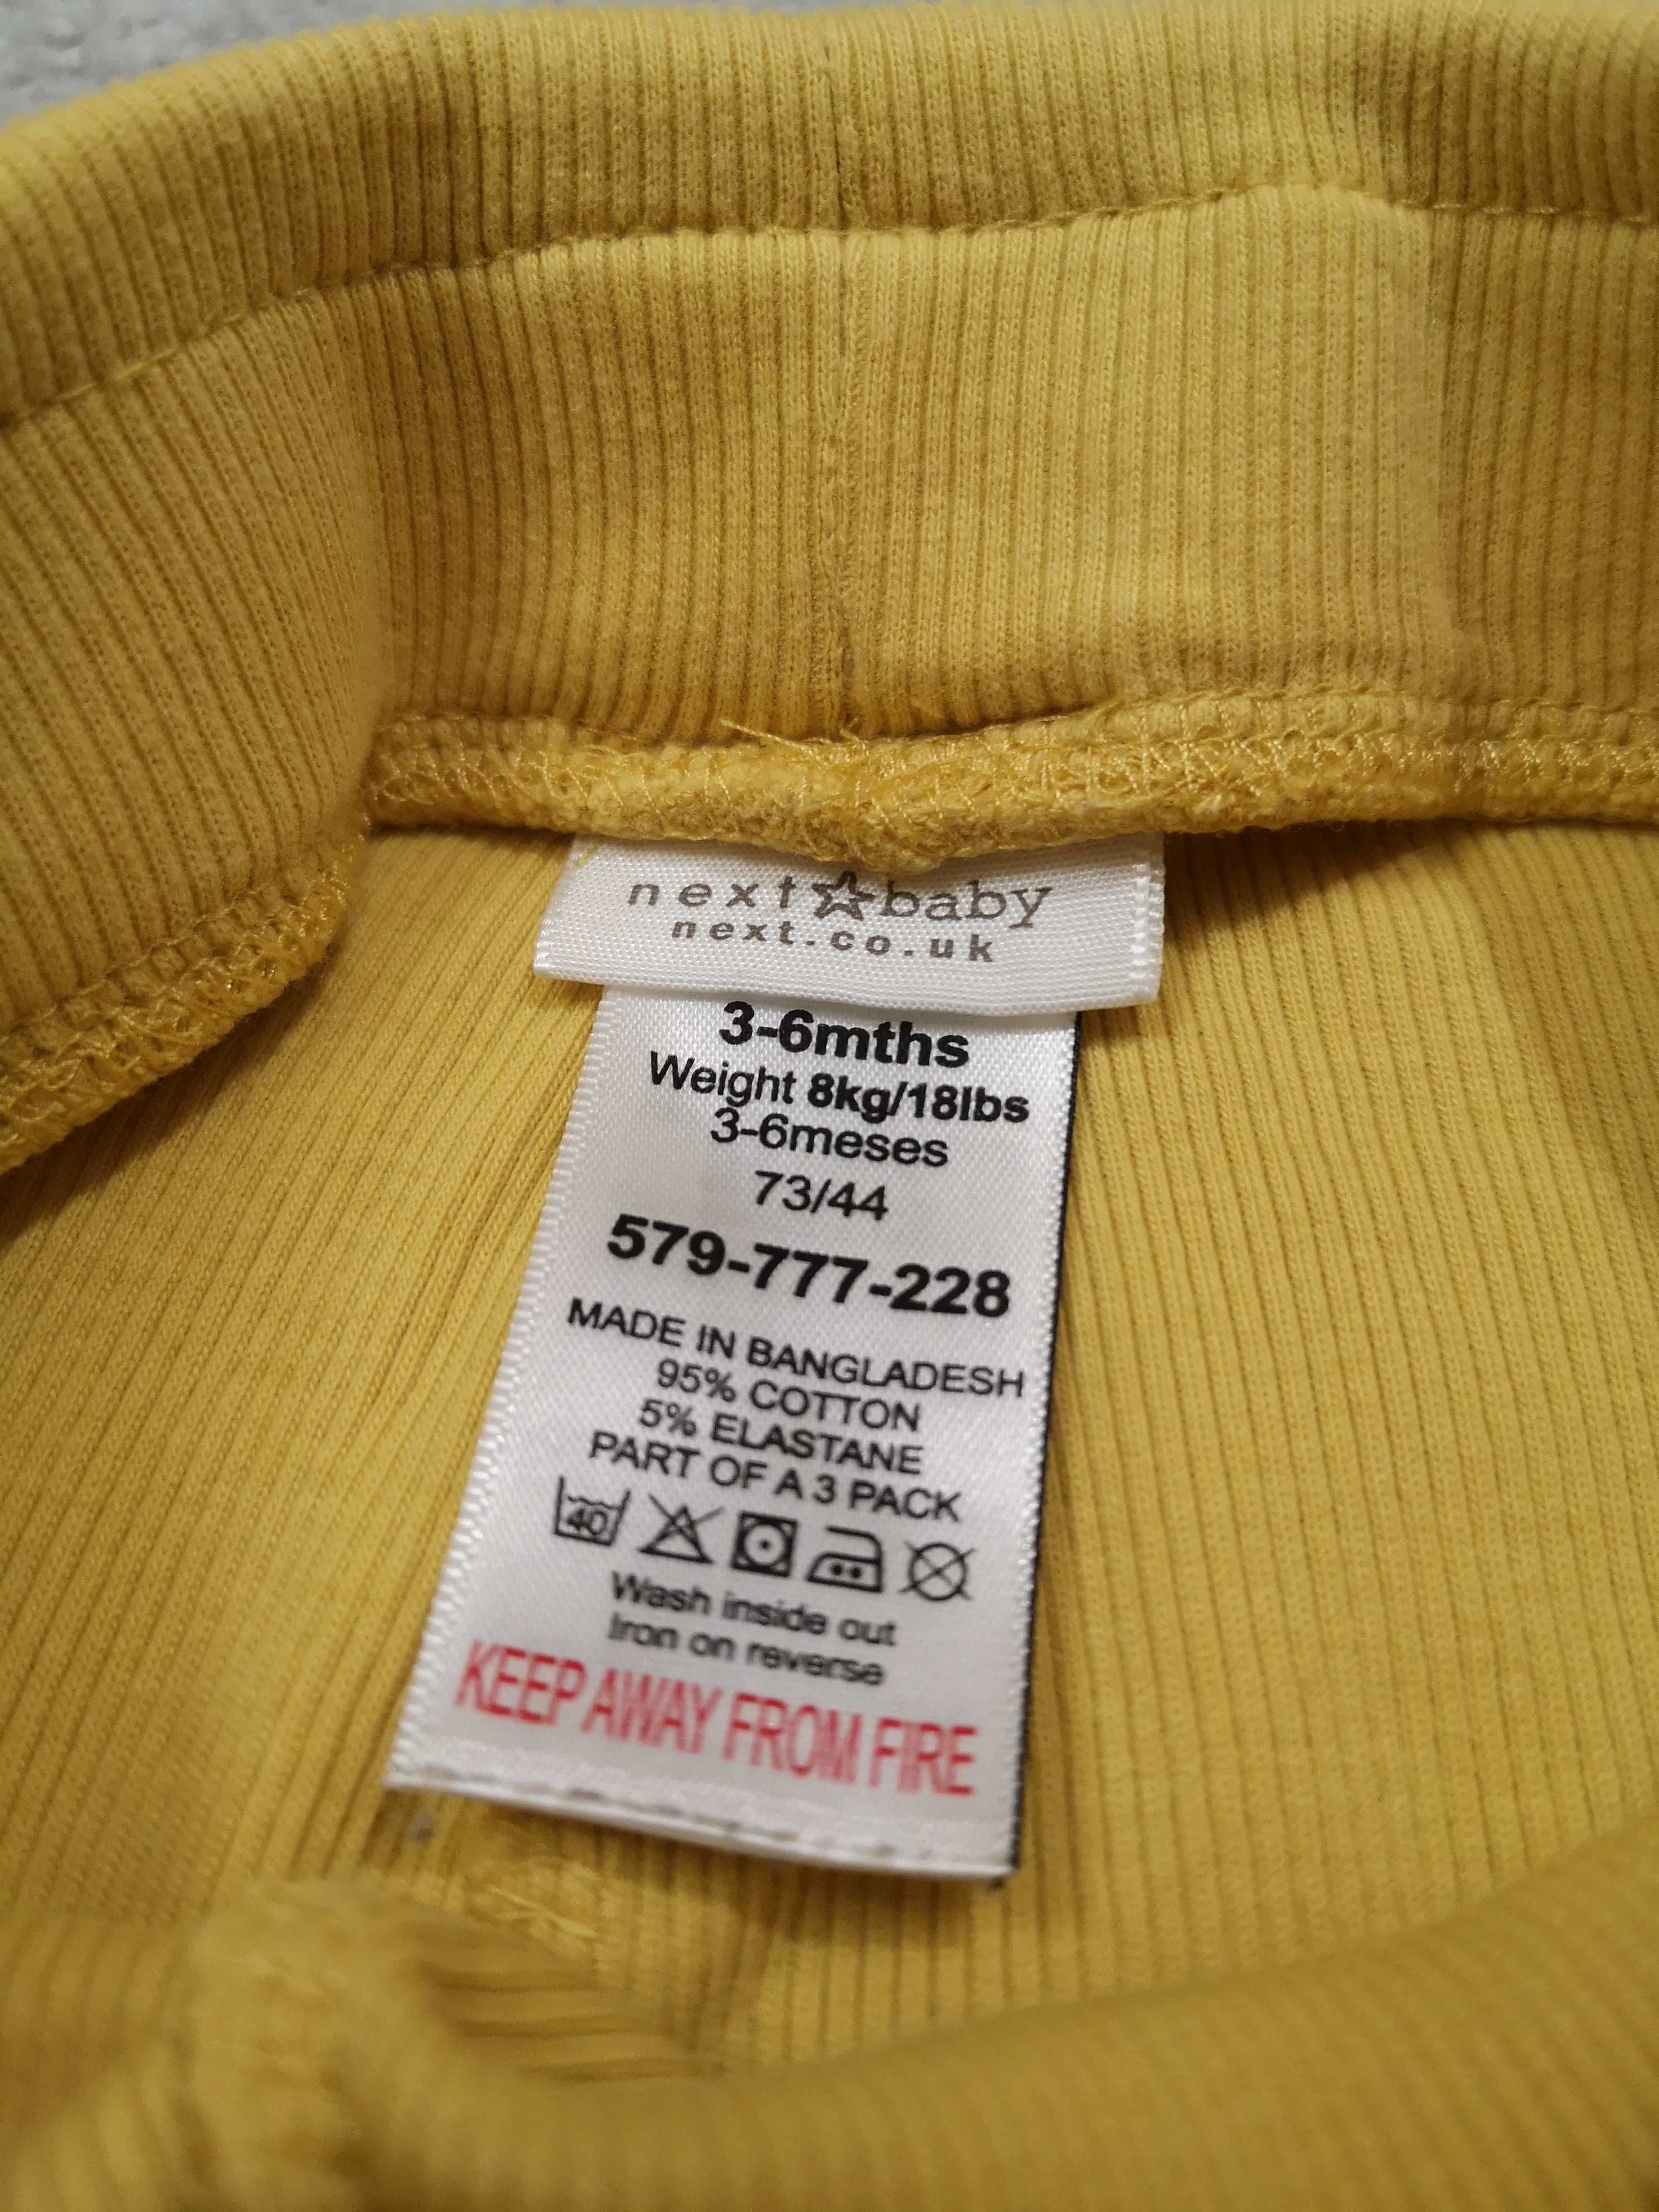 next☆baby
next.co.uk
3-6mths
Weight 8kg/18lbs
3-6meses
73/44
579-777-228
MADE IN BANGLADESH
95% COTTON
5% ELASTANE
PART OF A 3 PACK
40
Wash inside out
Iron on reverse
KEEP AWAY FROM FIRE